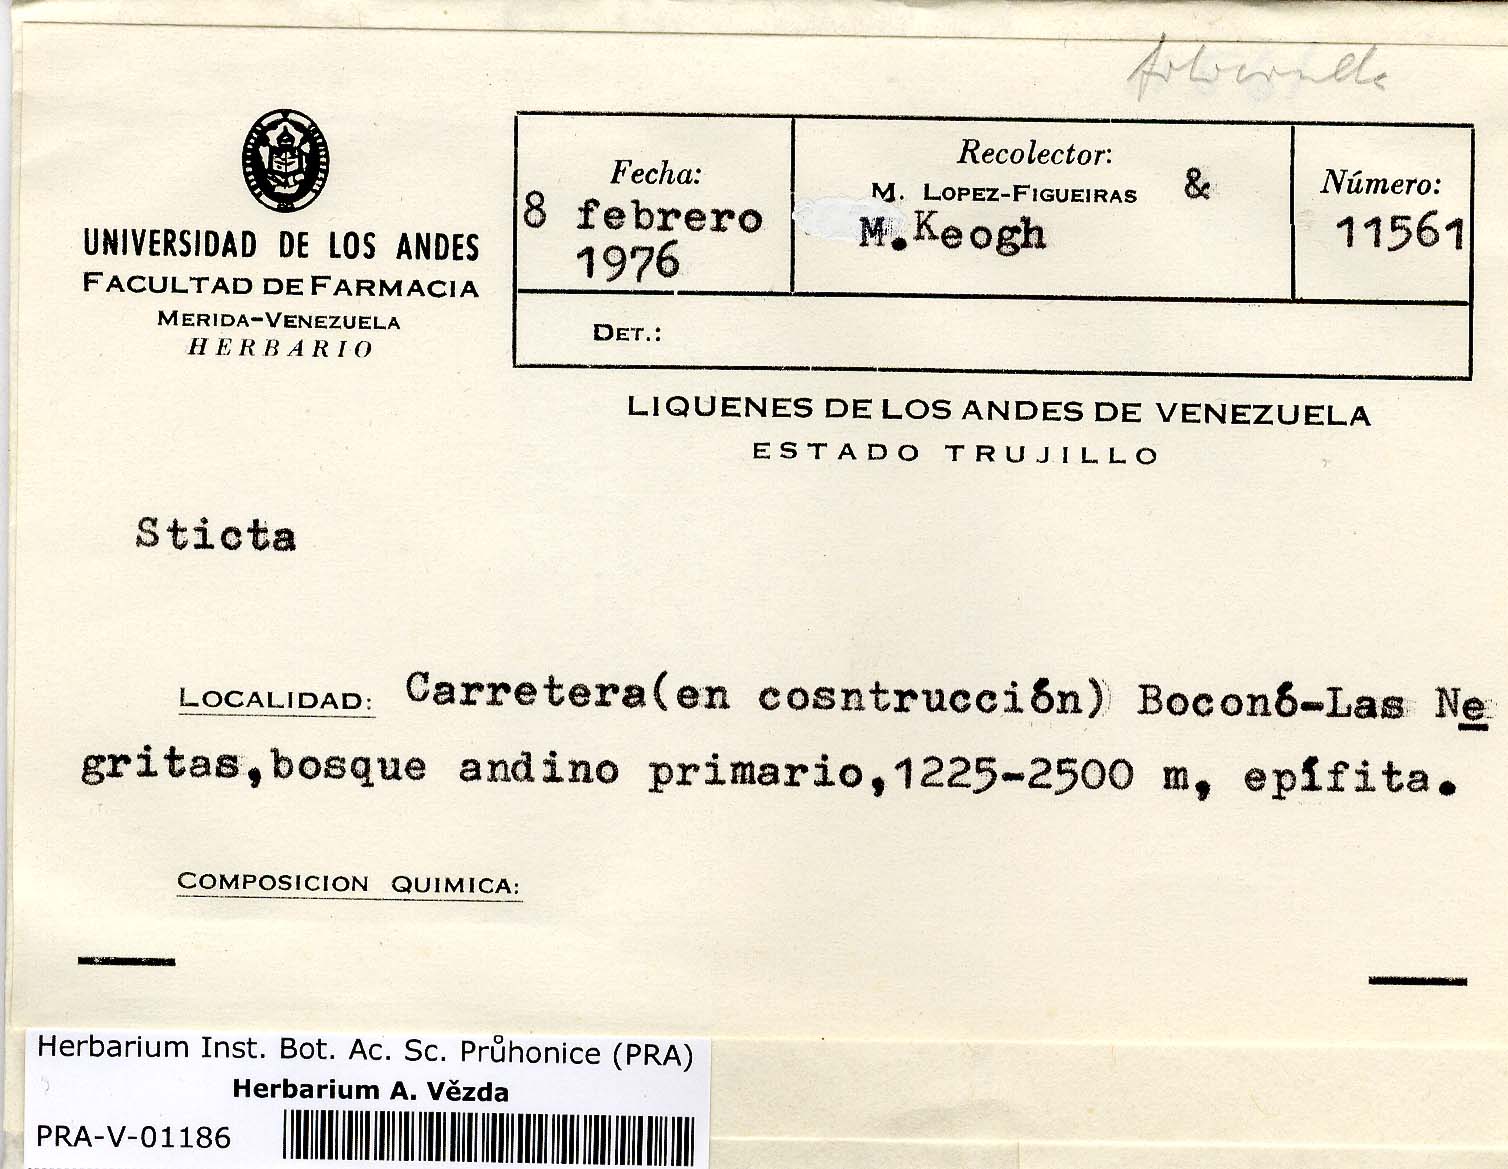 Fecha:
8 febrero
1976
Recolector:
M. LOPEZ-FIGUEIRAS &
M.Keogh
Número:
11561
DET.:
UNIVERSIDAD DE LOS ANDES
FACULTAD DE FARMACIA
MERIDA-VENEZUELA
HERBARIO
LIQUENES DE LOS ANDES DE VENEZUELA
ESTADO TRUJILLO
Sticta
LOCALIDAD: Carretera(en cosntrucción) Boconó-Las Ne
gritas,bosque andino primario,1225-2500 m, epífita.
COMPOSICION QUIMICA:
Herbarium Inst. Bot. Ac. Sc. Průhonice (PRA)
Herbarium A. Vězda
PRA-V-01186